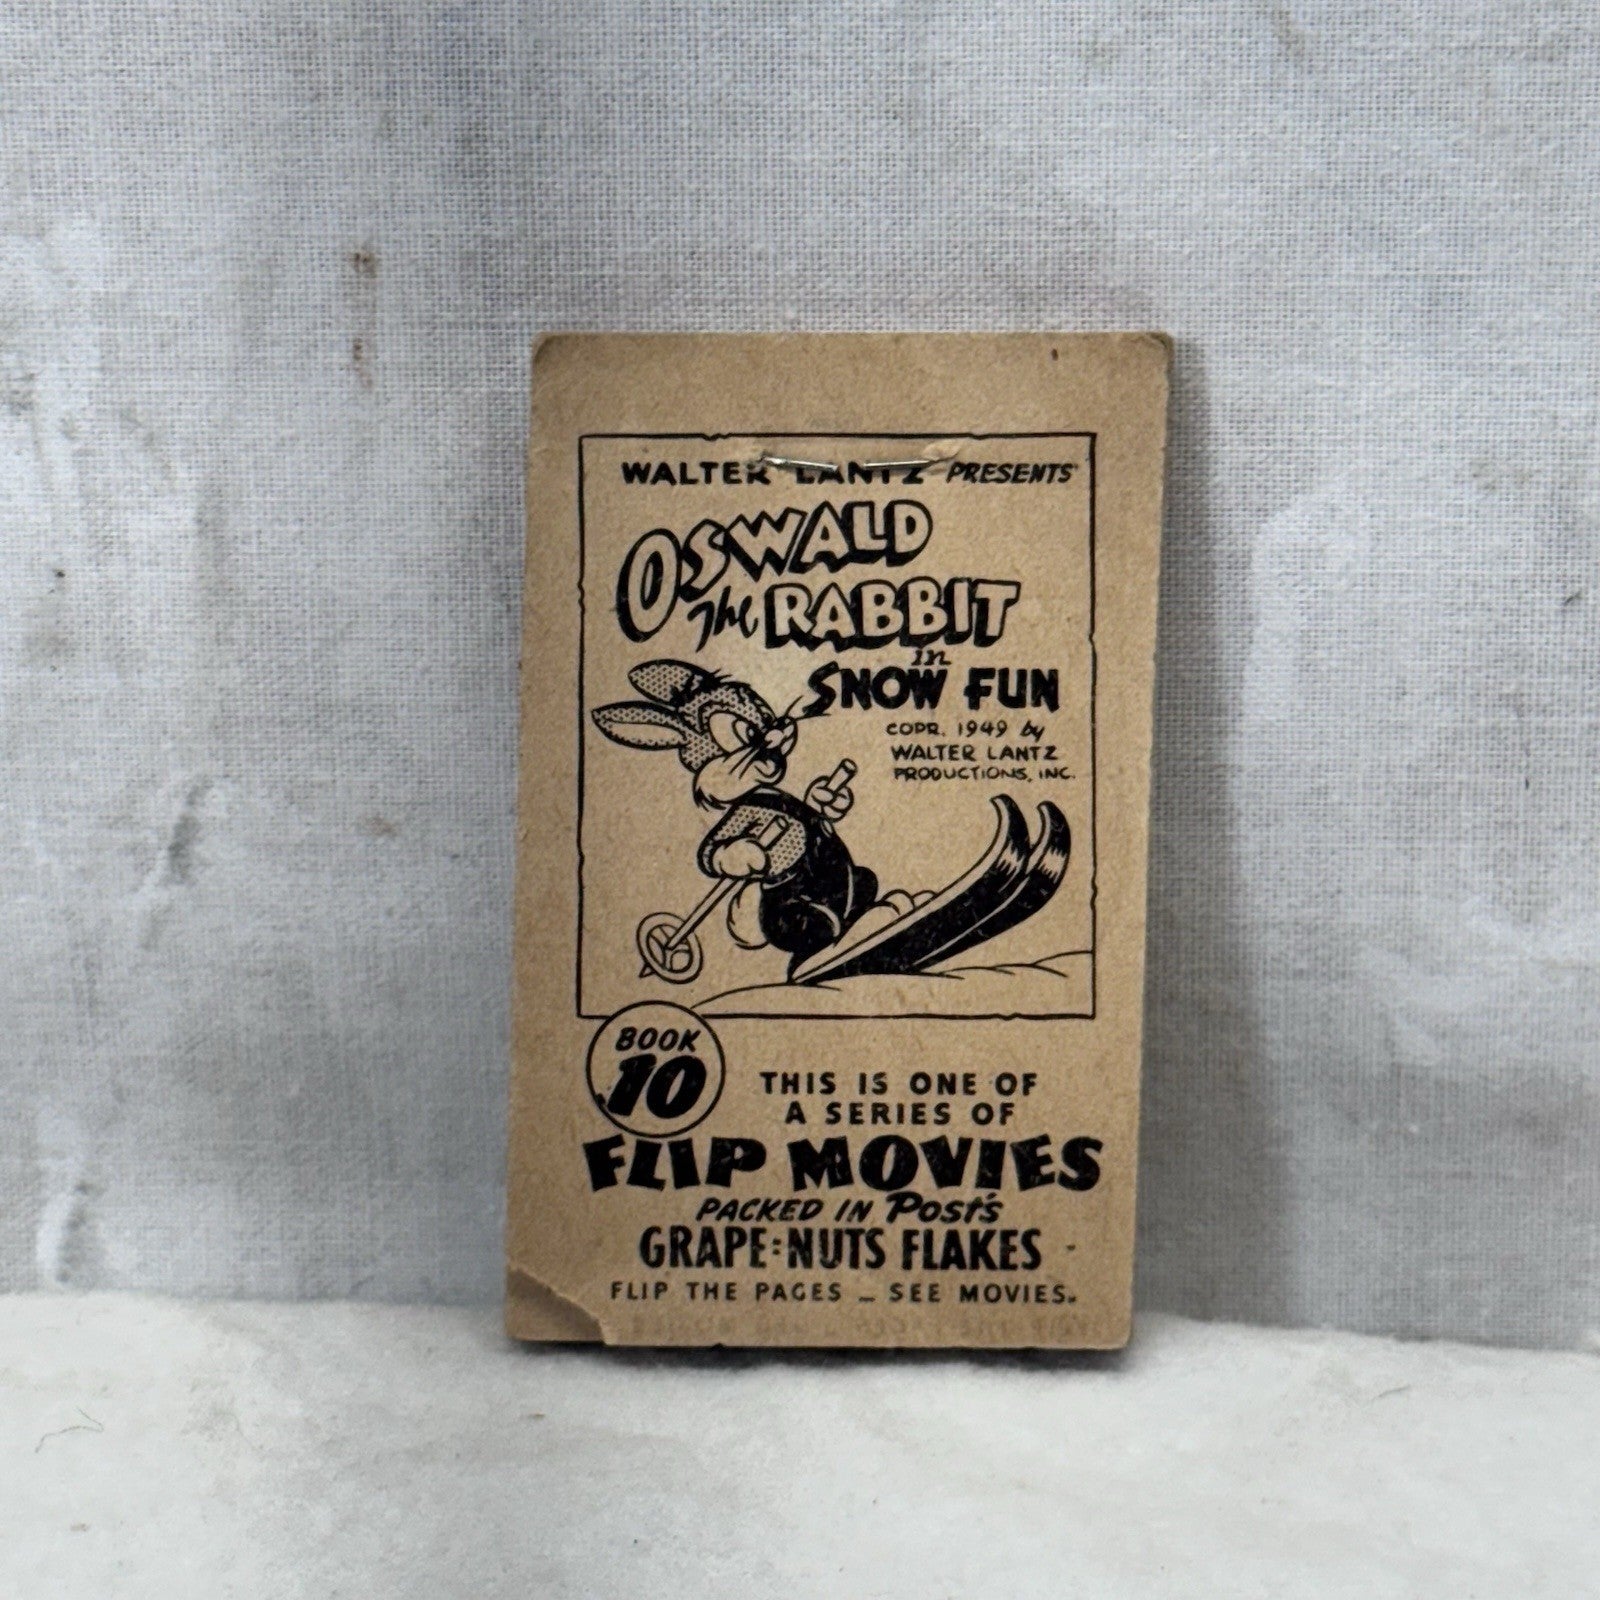 WALTER LANTZ PRESENTS
OSWALD
The RABBIT
in
SNOW FUN
COPR. 1949 by
WALTER LANTZ
PRODUCTIONS, INC.
BOOK
10
THIS IS ONE OF
A SERIES OF
FLIP MOVIES
PACKED IN Post's
GRAPE=NUTS FLAKES
FLIP THE PAGES - SEE MOVIES.